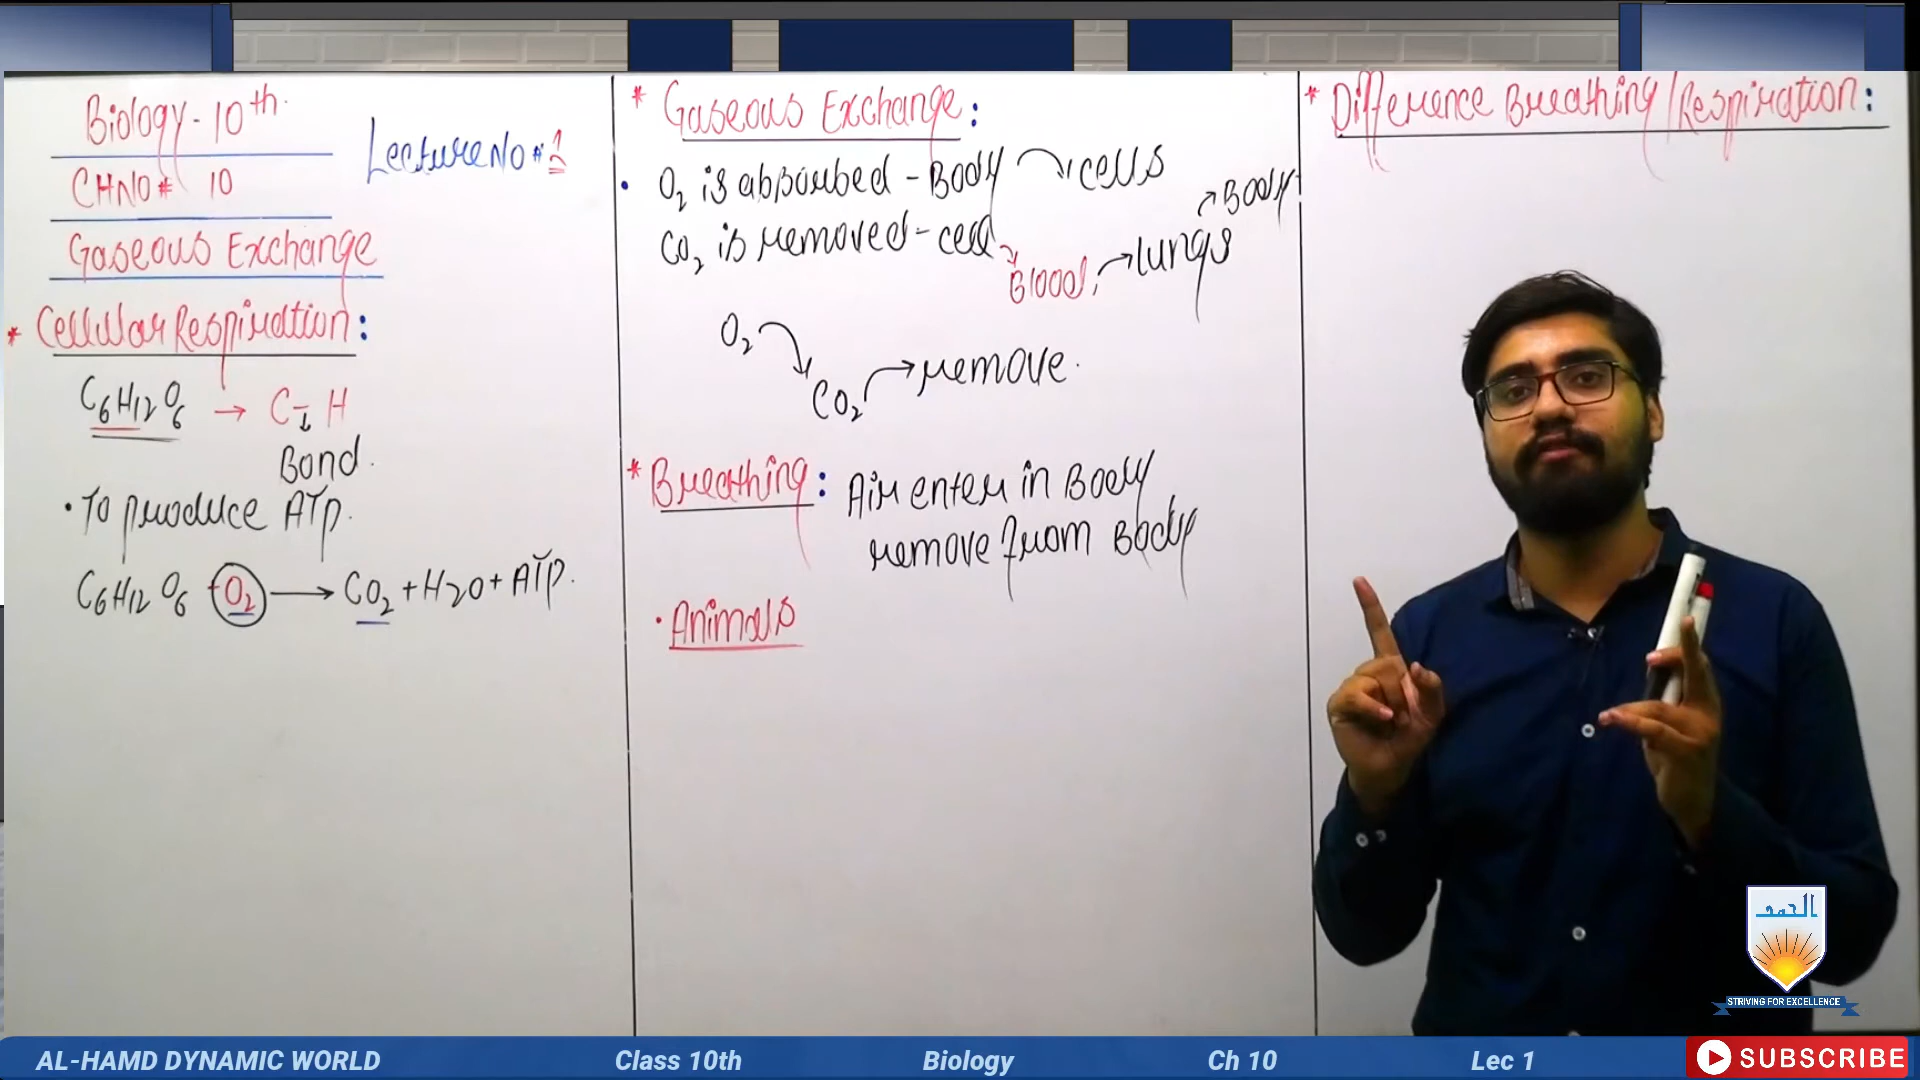 Biology - 10th
Lecture No # 1
CHNO # 10
Gaseous Exchange
* Cellular Respiration:
C6H12O6 → C - H
Bond.
• To produce ATP.
C6H12O6 + O2 → CO2 + H2O + ATP.
* Gaseous Exchange:
• O2 is absorbed - Body → cells
CO2 is removed - cell → Blood, → lungs → Body
O2 → CO2 → remove.
* Breathing: Air enter in Body
remove from Body
• Animals
* Difference Breathing / Respiration:
الحمد
STRIVING FOR EXCELLENCE
AL-HAMD DYNAMIC WORLD Class 10th Biology Ch 10 Lec 1 SUBSCRIBE